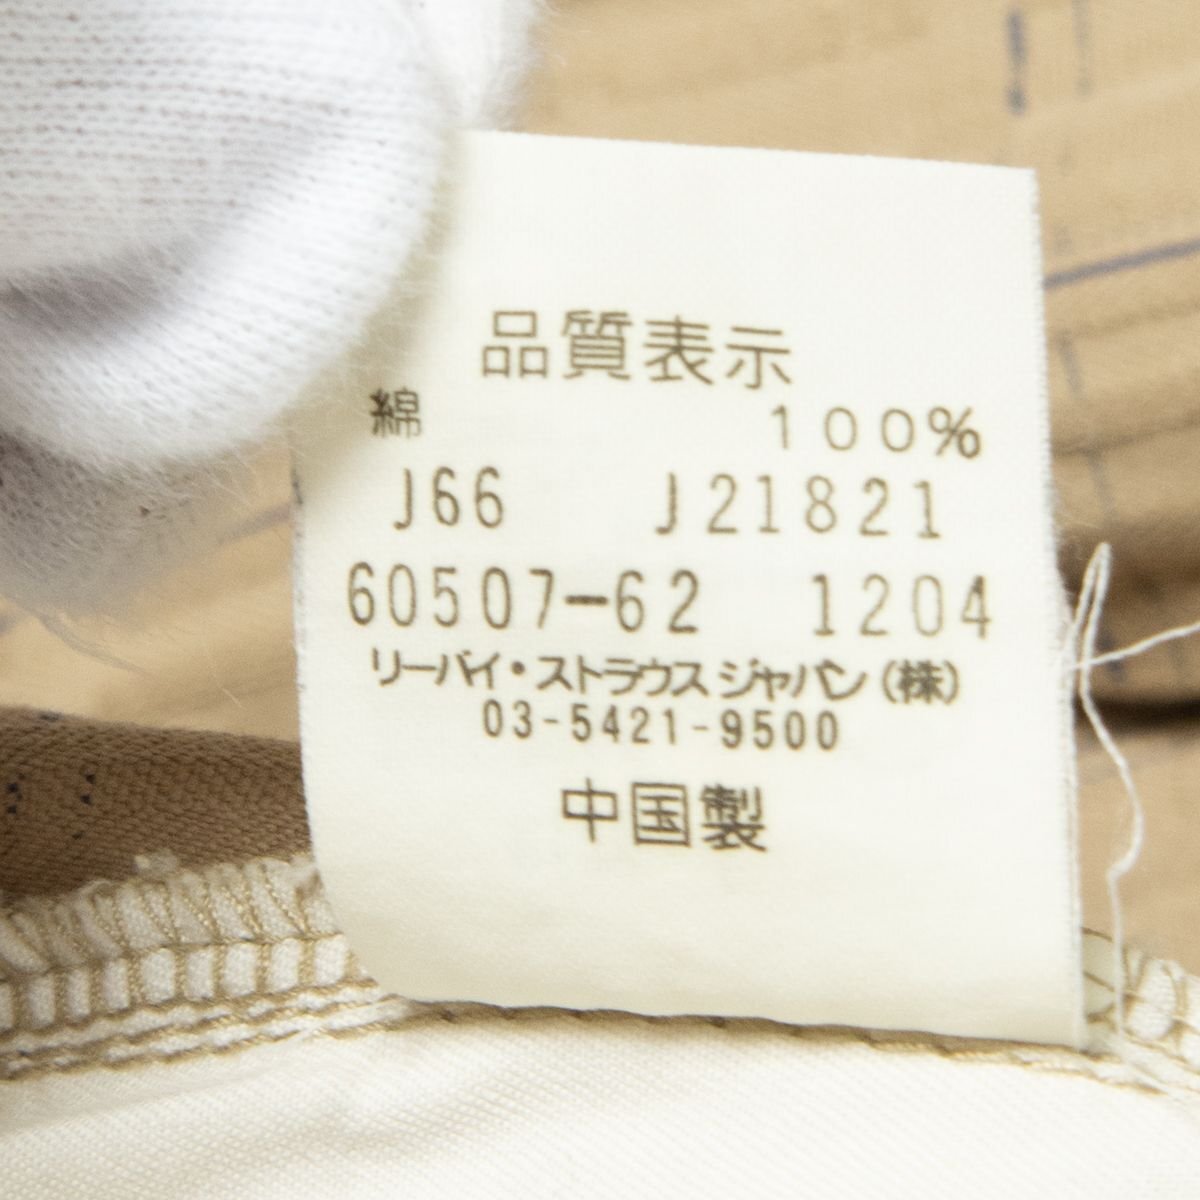 品質表示
綿 100%
J66 J21821
60507-62 1204
リーバイ・ストラウス ジャパン(株)
03-5421-9500
中国製